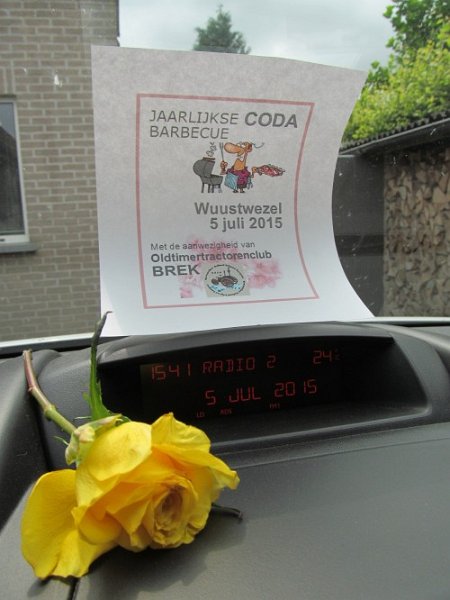 JAARLIJKSE CODA
BARBECUE
Wuustwezel
5 juli 2015
Met de aanwezigheid van
Oldtimertractorenclub
BREK
1541 RADIO 2 24°C
5 JUL 2015
LO